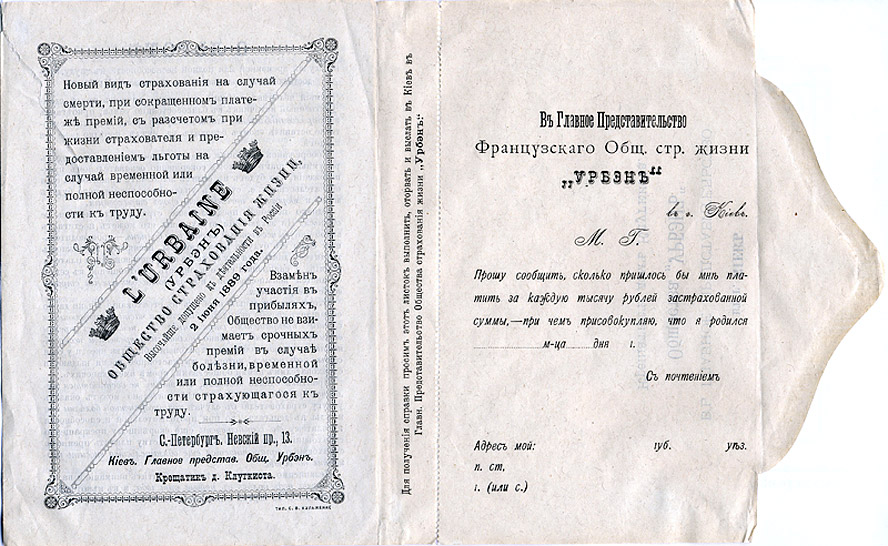 Новый видъ страхованія на случай
смерти, при сокращенномъ плате-
жѣ премій, съ разсчетомъ при
жизни страхователя и пре-
доставленіемъ льготы на
случай временной или
полной неспособно-
сти къ труду.
L'URBAINE
(УРБЭНЪ)
ОБЩЕСТВО СТРАХОВАНІЯ ЖИЗНИ,
Высочайше допущено къ дѣятельности въ Россіи
2 іюня 1889 года.
Взамѣнъ
участія въ
прибыляхъ,
Общество не взи-
маетъ срочныхъ
премій въ случаѣ
болѣзни, временной
или полной неспособно-
сти страхующагося къ
труду.
С.-Петербургъ, Невскій пр., 13.
Кіевъ. Главное представ. Общ. Урбэнъ.
Крощатикъ д. Клуткиста.
ТИП. С. В. КУЛЬЖЕНКО
Для полученія справки просимъ этотъ листокъ выполнить, оторвать и выслать въ Кіевъ въ
Главн. Представительство Общества страхованія жизни „Урбэнъ:“
Въ Главное Представительство
Французскаго Общ. стр. жизни
„УРБЭНЪ“
въ г. Кіевъ.
М. Г.
Прошу сообщить, сколько пришлось бы мнѣ пла-
тить за каждую тысячу рублей застрахованной
суммы,—при чемъ присовокупляю, что я родился
м-ца дня г.
Съ почтеніемъ
Адресъ мой: губ. уѣз.
п. ст.
г. (или с.)